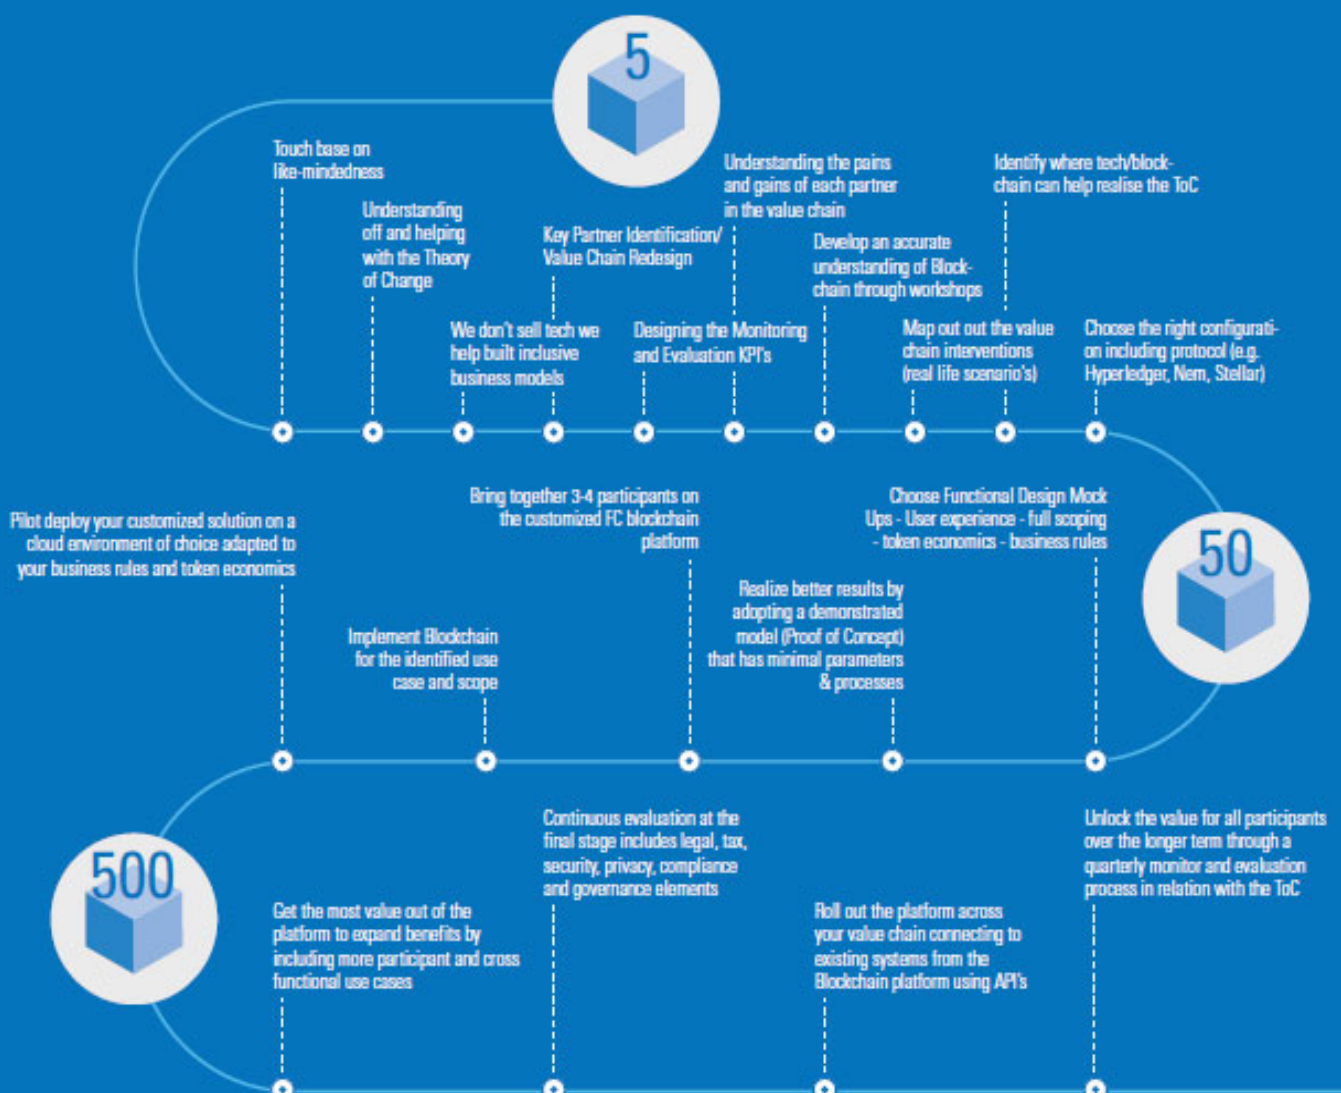 5
Touch base on
like-mindedness
Understanding
off and helping
with the Theory
of Change
We don't sell tech we
help built inclusive
business models
Key Partner Identification/
Value Chain Redesign
Designing the Monitoring
and Evaluation KPI's
Understanding the pains
and gains of each partner
in the value chain
Develop an accurate
understanding of Block-
chain through workshops
Map out out the value
chain interventions
(real life scenario's)
Identify where tech/block-
chain can help realise the ToC
Choose the right configurati-
on including protocol (e.g.
Hyperledger, Nem, Stellar)
50
Choose Functional Design Mock
Ups - User experience - full scoping
- token economics - business rules
Realize better results by
adopting a demonstrated
model (Proof of Concept)
that has minimal parameters
& processes
Bring together 3-4 participants on
the customized FC blockchain
platform
Implement Blockchain
for the identified use
case and scope
Pilot deploy your customized solution on a
cloud environment of choice adapted to
your business rules and token economics
500
Get the most value out of the
platform to expand benefits by
including more participant and cross
functional use cases
Continuous evaluation at the
final stage includes legal, tax,
security, privacy, compliance
and governance elements
Roll out the platform across
your value chain connecting to
existing systems from the
Blockchain platform using API's
Unlock the value for all participants
over the longer term through a
quarterly monitor and evaluation
process in relation with the ToC